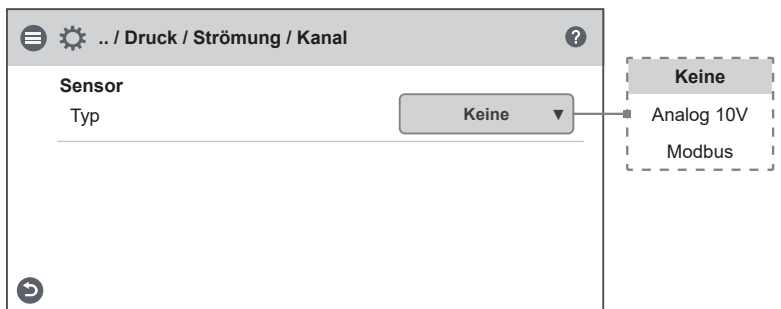 .. / Druck / Strömung / Kanal ?
Sensor
Typ
Keine ▼
Keine
Analog 10V
Modbus